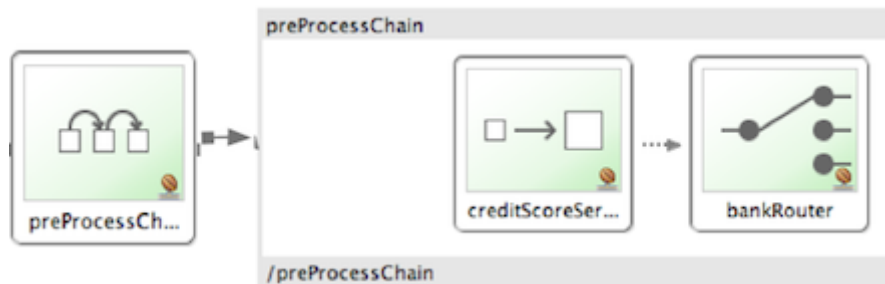 preProcessChain
preProcessCh...
creditScoreSer...
bankRouter
/preProcessChain